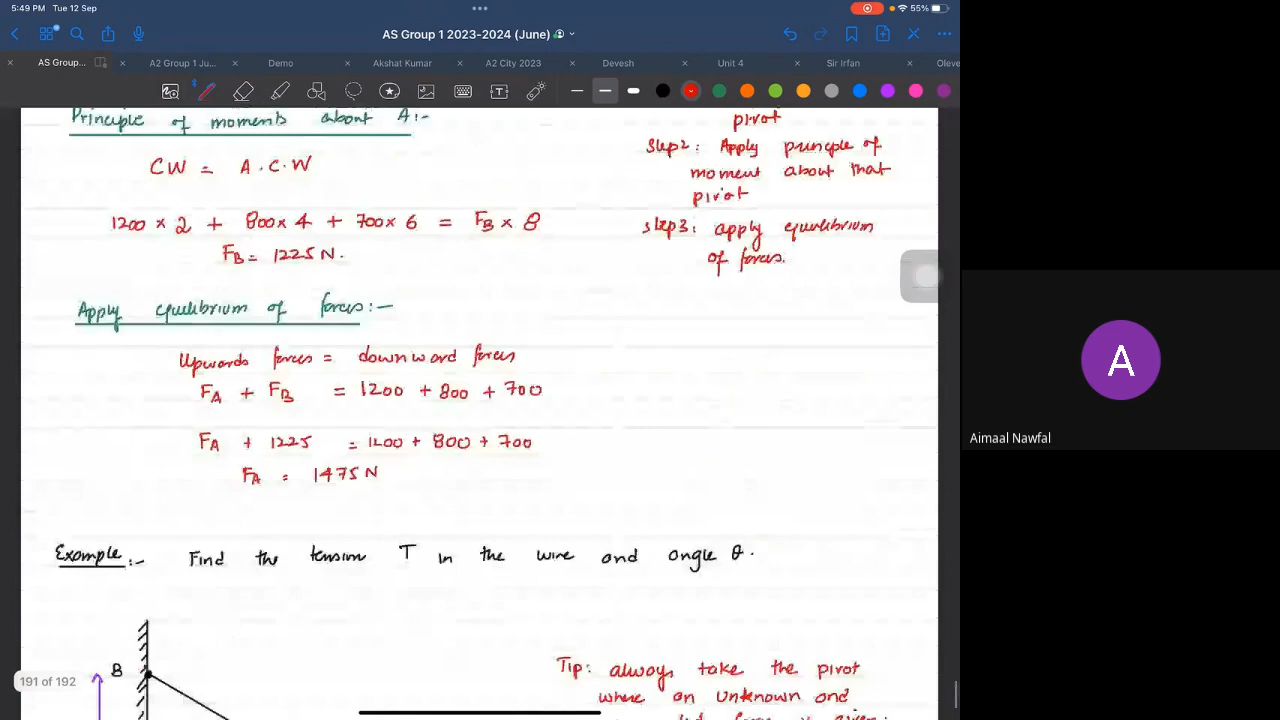 5:49 PM Tue 12 Sep
55%
AS Group 1 2023-2024 (June)
AS Group...
A2 Group 1 Ju...
Demo
Akshat Kumar
A2 City 2023
Devesh
Unit 4
Sir Irfan
Oleve
Principle of moments about A:-
CW = A.C.W
1200 × 2 + 800 × 4 + 700 × 6 = FB × 8
FB = 1225 N.
pivot
Step2: Apply principle of
moment about that
pivot
Step3: apply equilibrium
of forces.
Apply equilibrium of forces:-
Upwards forces = downward forces
FA + FB = 1200 + 800 + 700
FA + 1225 = 1200 + 800 + 700
FA = 1475 N
Example:- Find the tension T in the wire and angle θ.
B
Tip: always take the pivot
where an unknown and
191 of 192
A
Aimaal Nawfal